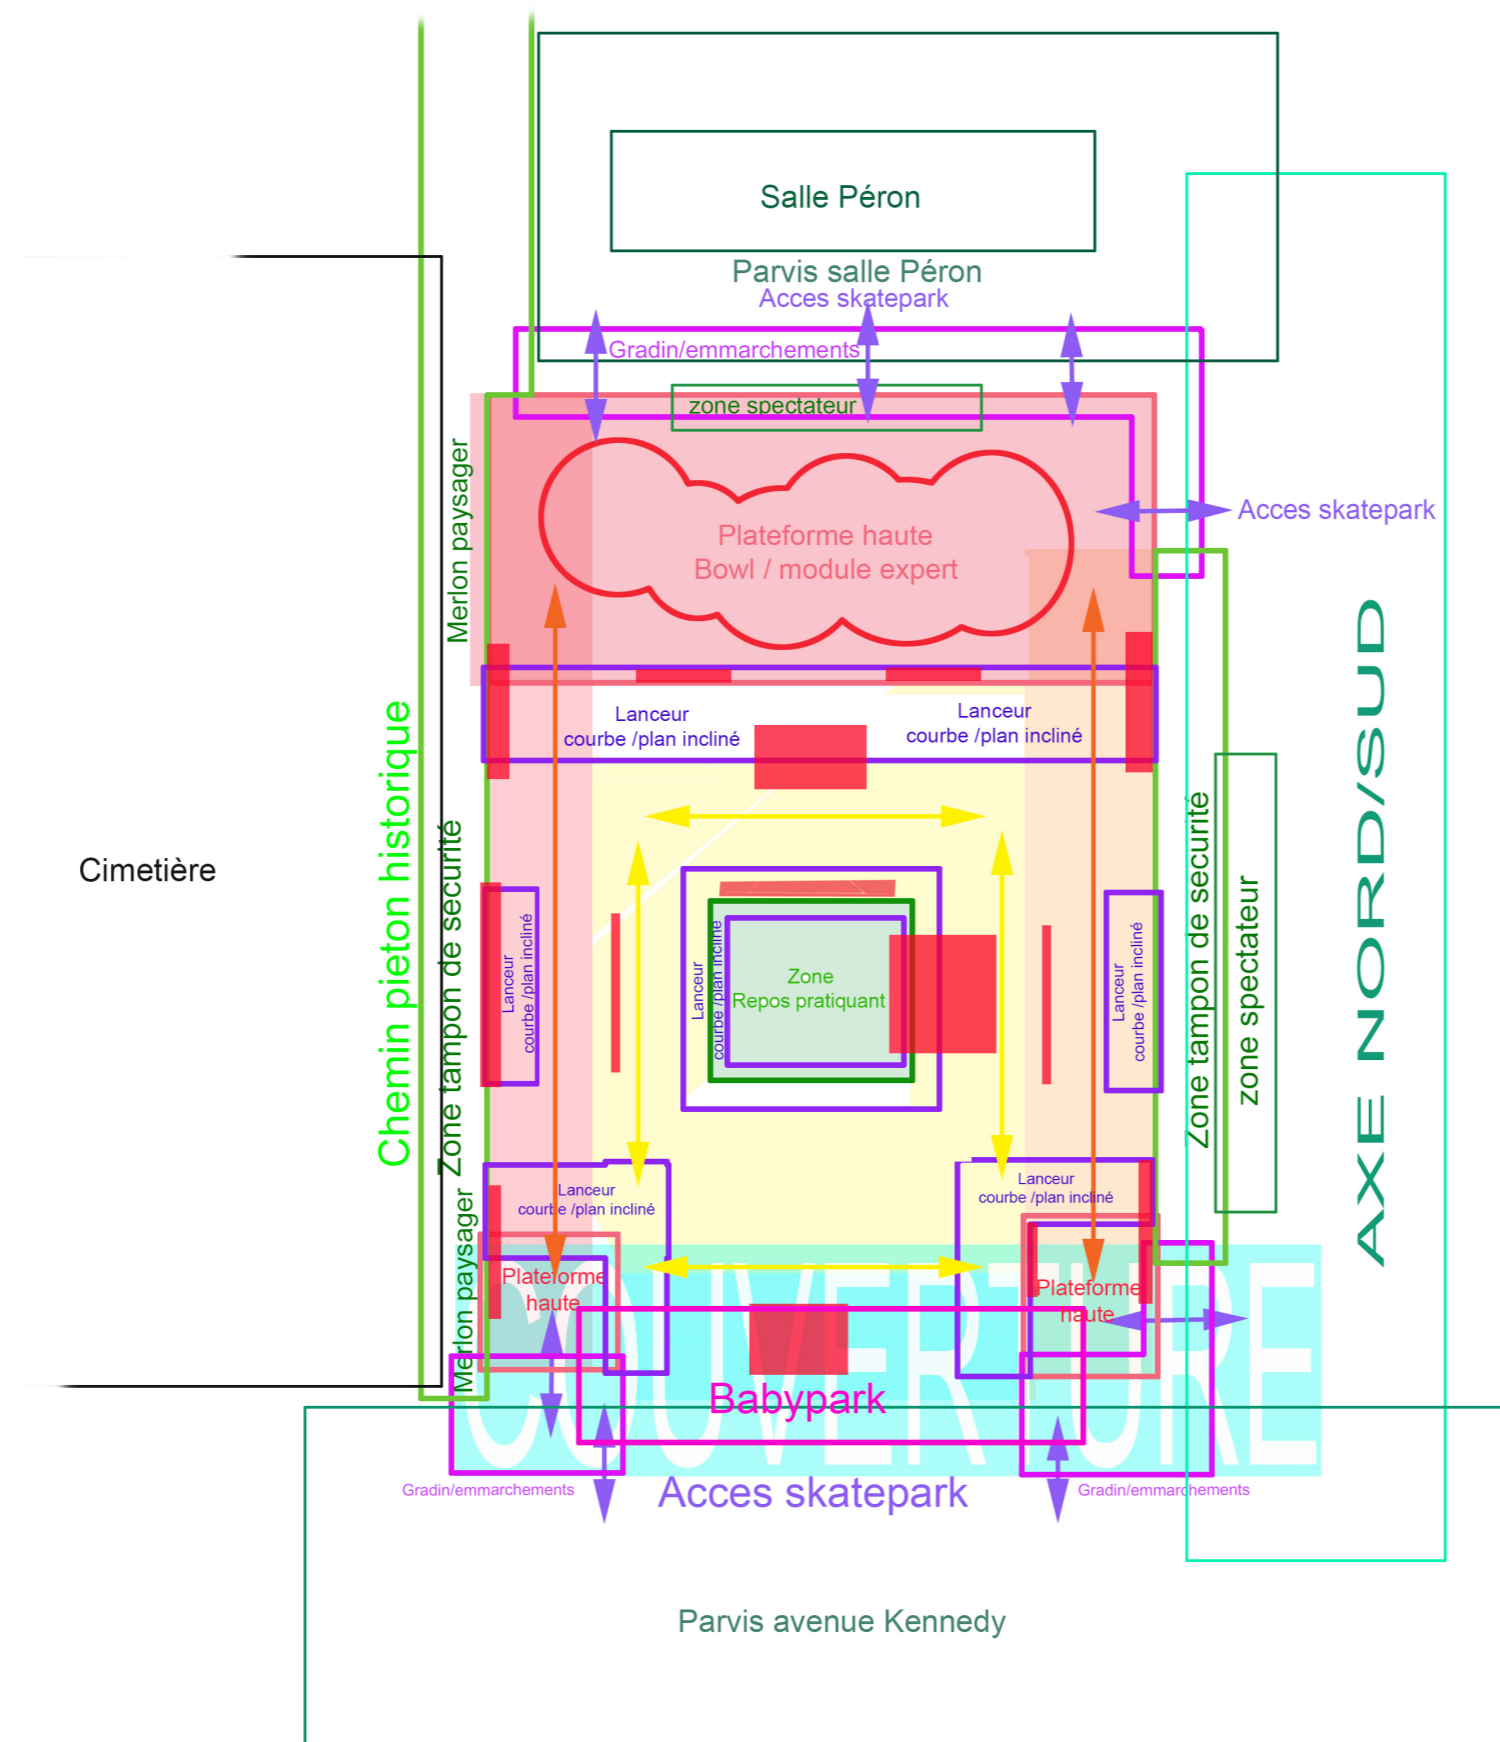 Salle Péron
Parvis salle Péron
Acces skatepark
Gradin/emmarchements
zone spectateur
Merlon paysager
Acces skatepark
Plateforme haute
Bowl / module expert
Lanceur
courbe /plan incliné
Lanceur
courbe /plan incliné
Chemin pieton historique
Zone tampon de securité
Cimetière
Lanceur
courbe /plan incliné
Lanceur
courbe /plan incliné
Zone
Repos pratiquant
Lanceur
courbe /plan incliné
Zone tampon de securité
zone spectateur
AXE NORD/SUD
Lanceur
courbe /plan incliné
Lanceur
courbe /plan incliné
Merlon paysager
Plateforme
haute
Plateforme
haute
COUVERTURE
Babypark
Gradin/emmarchements
Acces skatepark
Gradin/emmarchements
Parvis avenue Kennedy